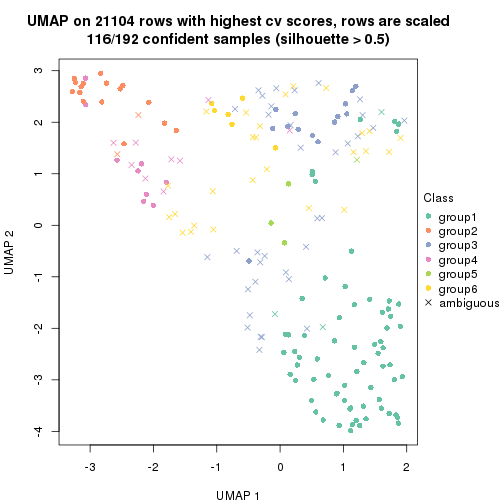 UMAP on 21104 rows with highest cv scores, rows are scaled
116/192 confident samples (silhouette > 0.5)
3
2
1
0
-1
-2
-3
-4
UMAP 2
-3
-2
-1
0
1
2
UMAP 1
Class
group1
group2
group3
group4
group5
group6
ambiguous